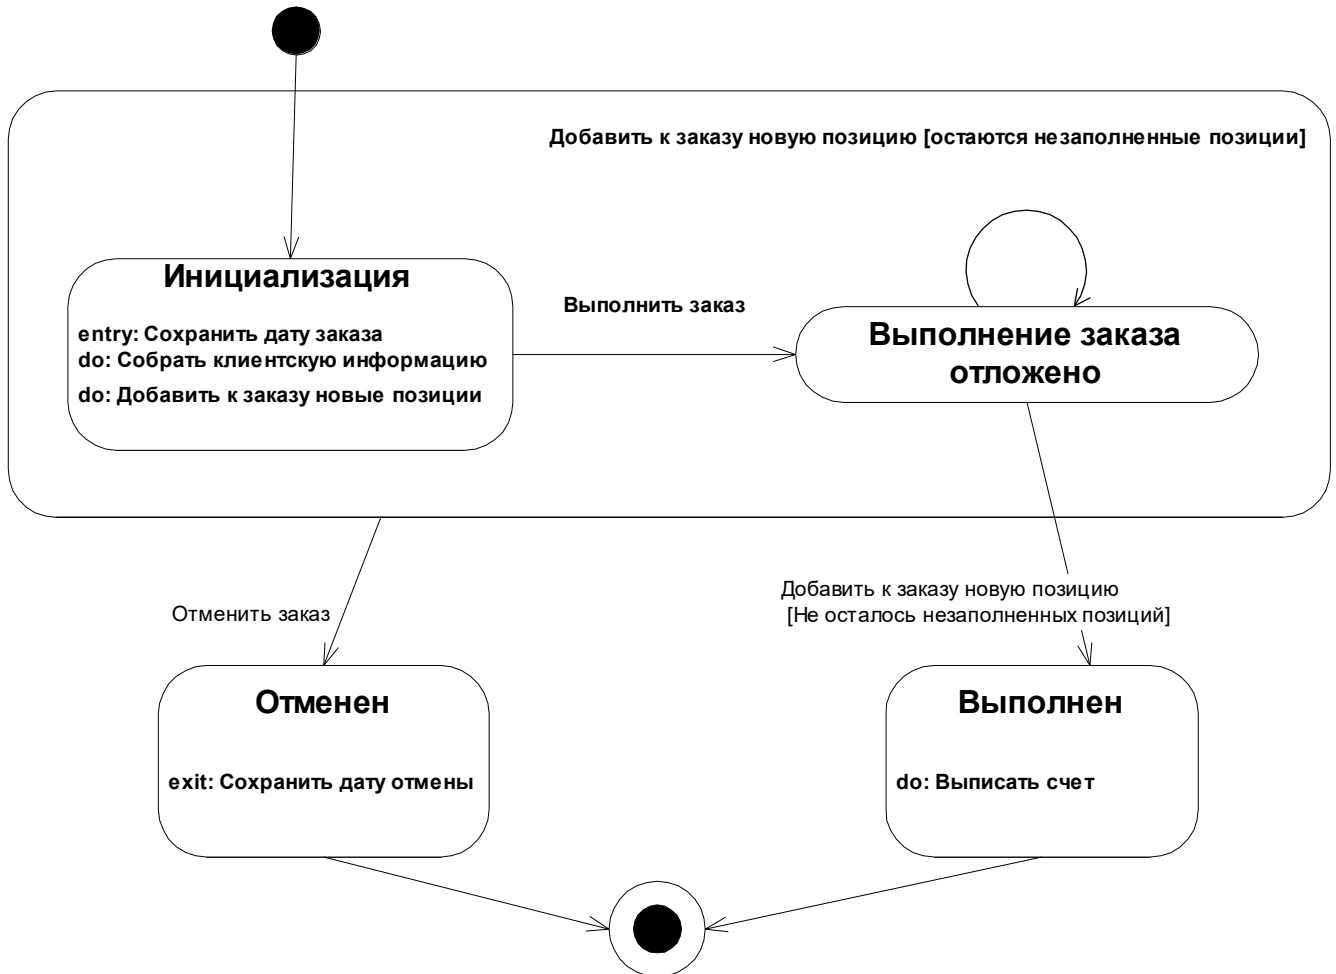 Добавить к заказу новую позицию [остаются незаполненные позиции]
Инициализация
entry: Сохранить дату заказа
do: Собрать клиентскую информацию
do: Добавить к заказу новые позиции
Выполнить заказ
Выполнение заказа
отложено
Отменить заказ
Добавить к заказу новую позицию
[Не осталось незаполненных позиций]
Отменен
exit: Сохранить дату отмены
Выполнен
do: Выписать счет